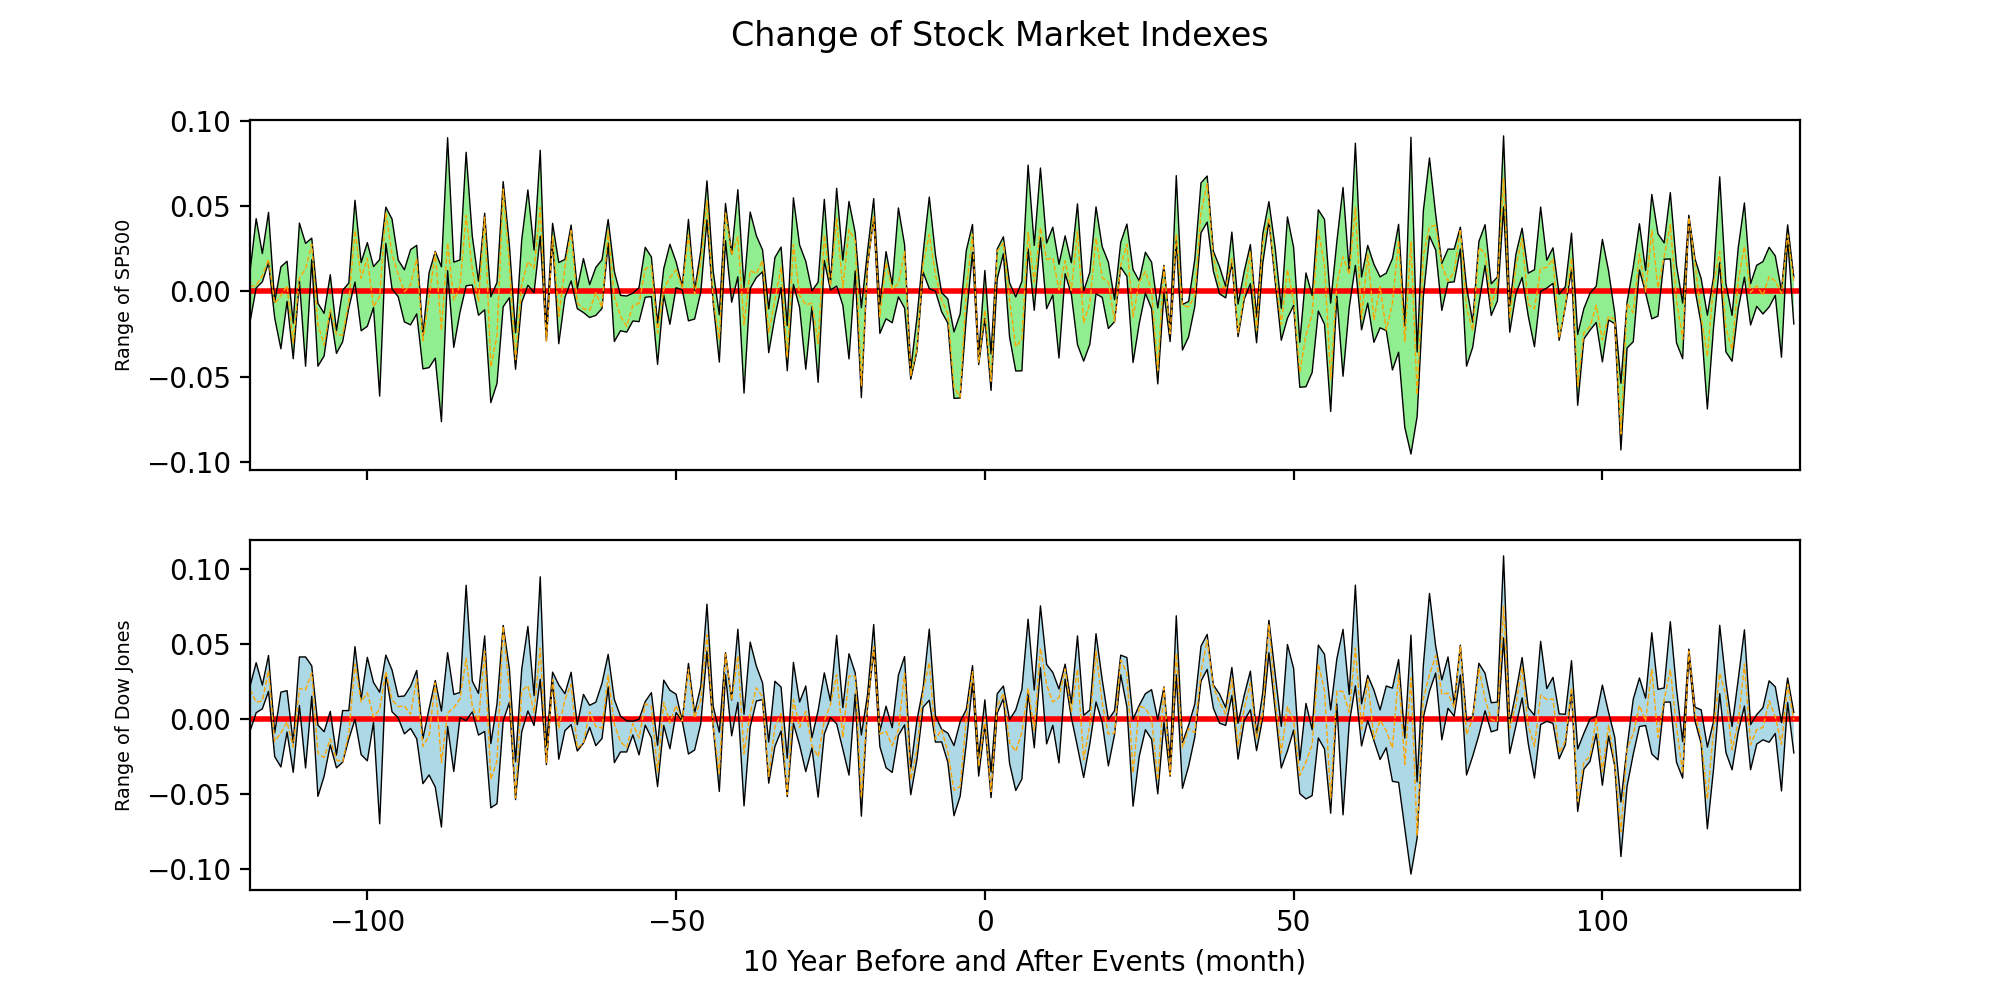 Change of Stock Market Indexes
0.10
0.05
0.00
−0.05
−0.10
Range of SP500
0.10
0.05
0.00
−0.05
−0.10
Range of Dow Jones
−100 −50 0 50 100
10 Year Before and After Events (month)